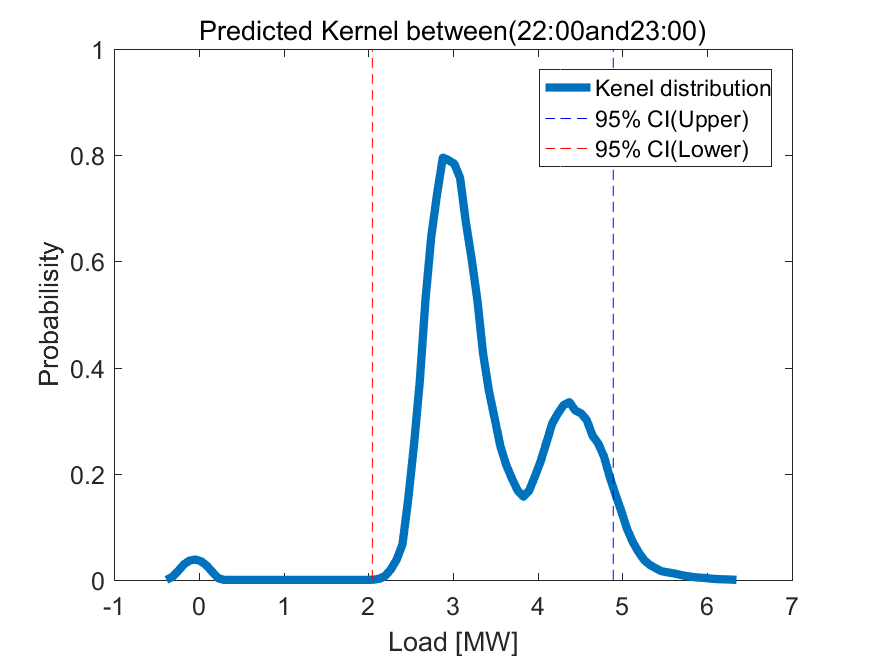 Predicted Kernel between(22:00and23:00)
1
0.8
0.6
0.4
0.2
0
Probabilisity
Kenel distribution
95% CI(Upper)
95% CI(Lower)
-1 0 1 2 3 4 5 6 7
Load [MW]